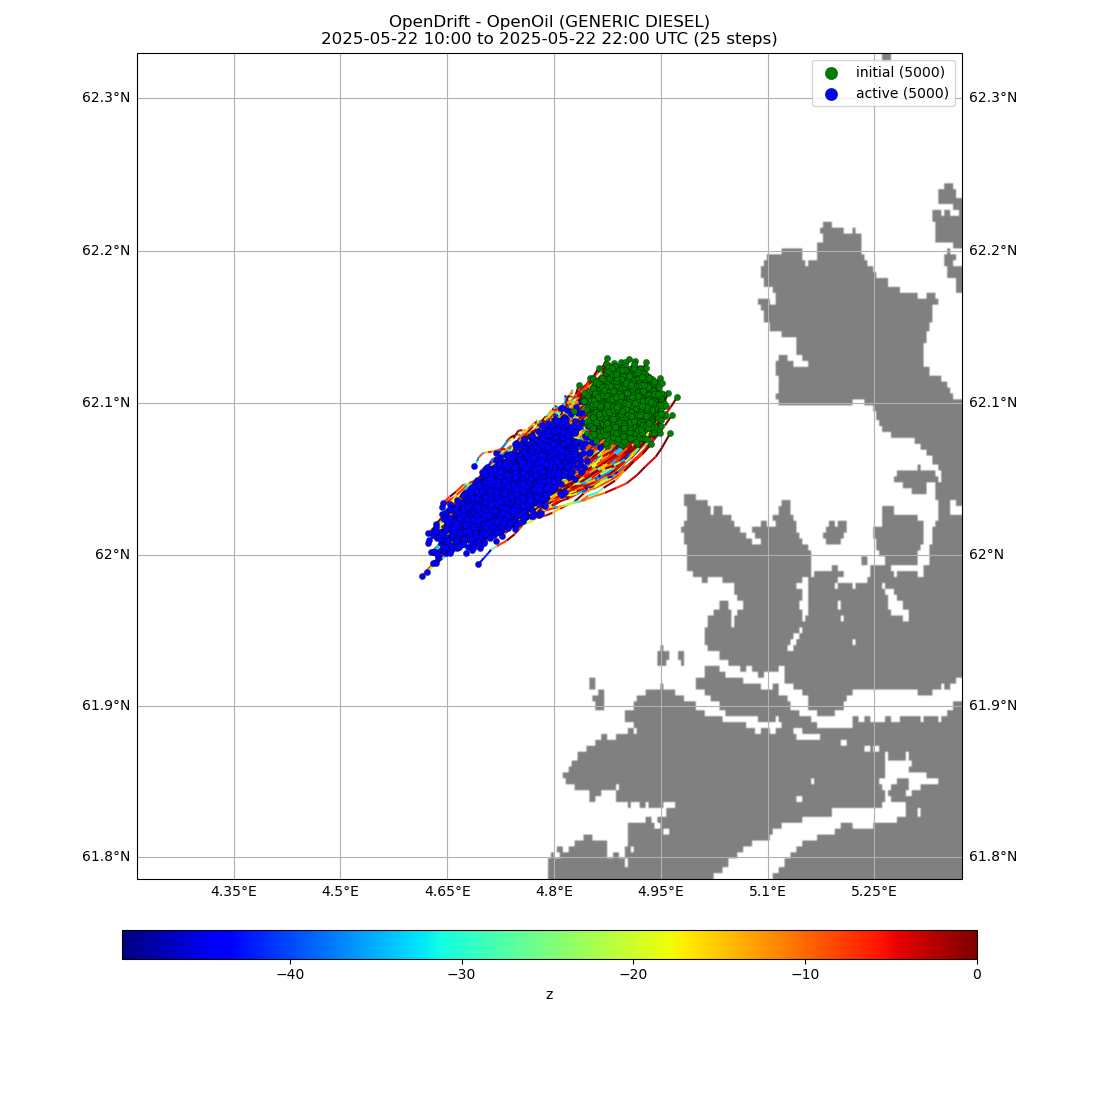 OpenDrift - OpenOil (GENERIC DIESEL)
2025-05-22 10:00 to 2025-05-22 22:00 UTC (25 steps)
initial (5000)
active (5000)
62.3°N 62.3°N
62.2°N 62.2°N
62.1°N 62.1°N
62°N 62°N
61.9°N 61.9°N
61.8°N 61.8°N
4.35°E 4.5°E 4.65°E 4.8°E 4.95°E 5.1°E 5.25°E
−40 −30 −20 −10 0
z